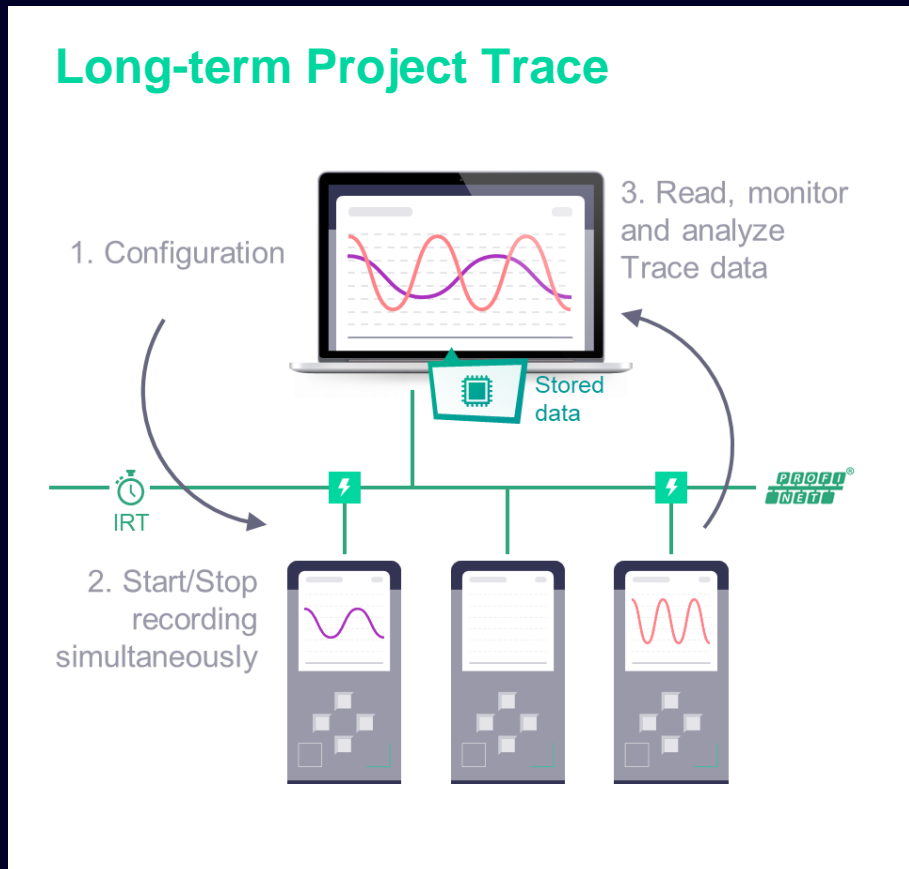 Long-term Project Trace
1. Configuration
3. Read, monitor
and analyze
Trace data
Stored
data
IRT
PROFI®
NET
2. Start/Stop
recording
simultaneously